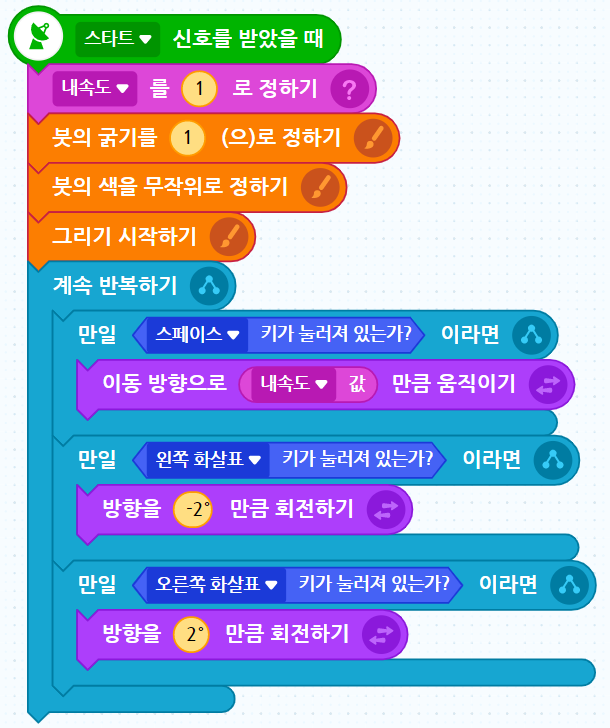 스타트 ▼ 신호를 받았을 때
내속도 ▼ 를 1 로 정하기 ?
붓의 굵기를 1 (으)로 정하기
붓의 색을 무작위로 정하기
그리기 시작하기
계속 반복하기
만일 스페이스 ▼ 키가 눌러져 있는가? 이라면
이동 방향으로 내속도 ▼ 값 만큼 움직이기
만일 왼쪽 화살표 ▼ 키가 눌러져 있는가? 이라면
방향을 -2° 만큼 회전하기
만일 오른쪽 화살표 ▼ 키가 눌러져 있는가? 이라면
방향을 2° 만큼 회전하기